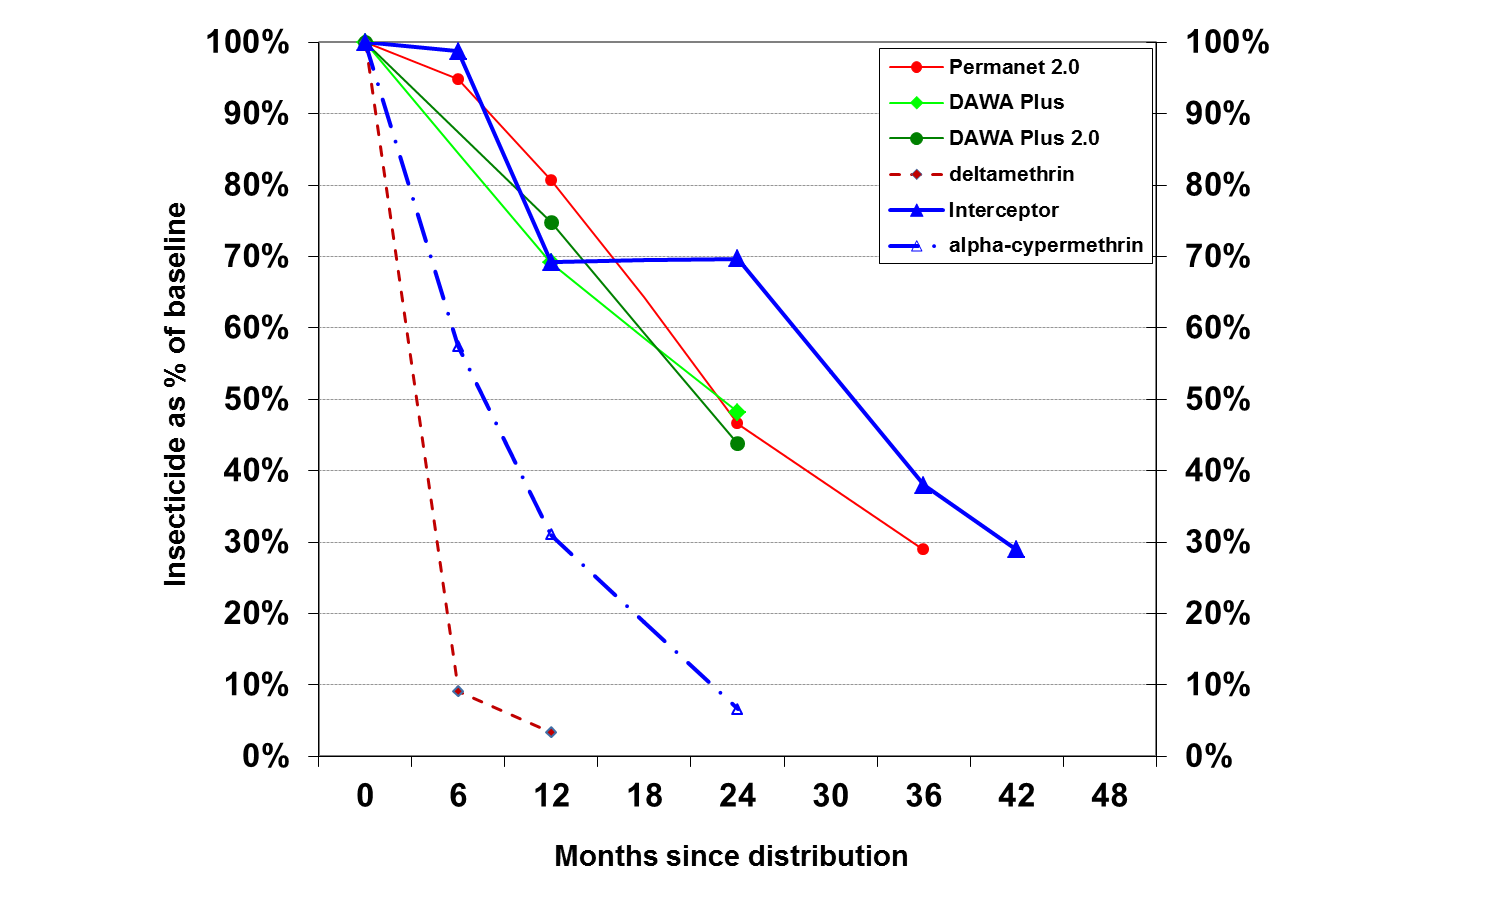 100%
90%
80%
70%
60%
50%
40%
30%
20%
10%
0%
Insecticide as % of baseline
Permanet 2.0
DAWA Plus
DAWA Plus 2.0
deltamethrin
Interceptor
alpha-cypermethrin
100%
90%
80%
70%
60%
50%
40%
30%
20%
10%
0%
0 6 12 18 24 30 36 42 48
Months since distribution